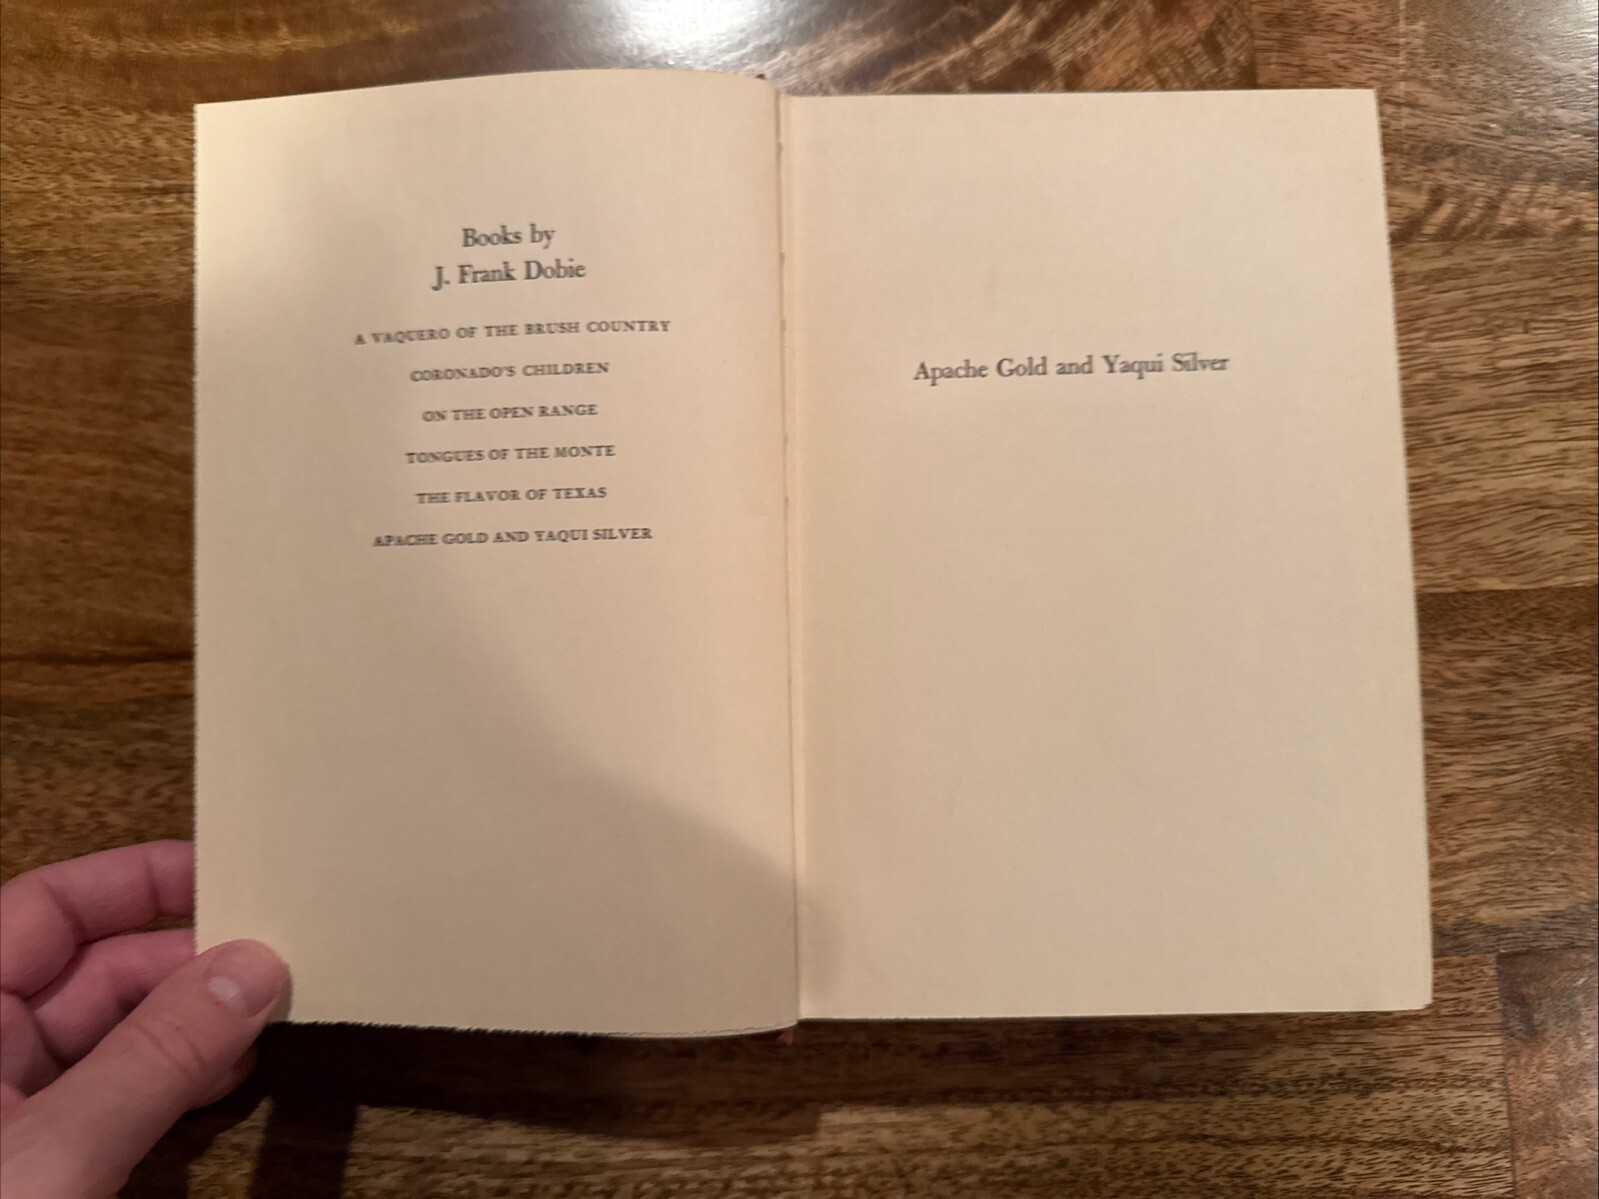 Books by
J. Frank Dobie
A VAQUERO OF THE BRUSH COUNTRY
CORONADO'S CHILDREN
ON THE OPEN RANGE
TONGUES OF THE MONTE
THE FLAVOR OF TEXAS
APACHE GOLD AND YAQUI SILVER
Apache Gold and Yaqui Silver